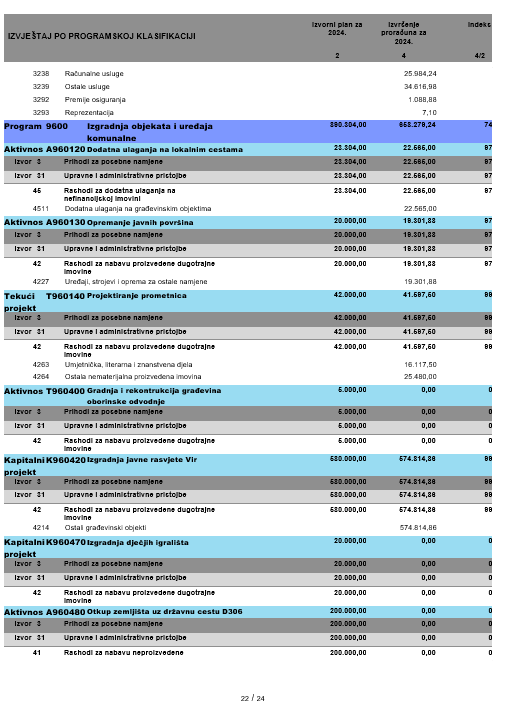 IZVJEŠTAJ PO PROGRAMSKOJ KLASIFIKACIJI
Izvorni plan za 2024. Izvršenje proračuna za 2024. Indeks
2 4 4/2
3238 Računalne usluge 25.984,24
3239 Ostale usluge 34.616,98
3292 Premije osiguranja 1.088,88
3293 Reprezentacija 7,10
Program 9600 Izgradnja objekata i uređaja 890.304,00 658.279,24 74
komunalne
Aktivnos A960120 Dodatna ulaganja na lokalnim cestama 23.304,00 22.565,00 97
Izvor 3 Prihodi za posebne namjene 23.304,00 22.565,00 97
Izvor 31 Upravne i administrativne pristojbe 23.304,00 22.565,00 97
45 Rashodi za dodatna ulaganja na 23.304,00 22.565,00 97
nefinancijskoj imovini
4511 Dodatna ulaganja na građevinskim objektima 22.565,00
Aktivnos A960130 Opremanje javnih površina 20.000,00 19.301,88 97
Izvor 3 Prihodi za posebne namjene 20.000,00 19.301,88 97
Izvor 31 Upravne i administrativne pristojbe 20.000,00 19.301,88 97
42 Rashodi za nabavu proizvedene dugotrajne 20.000,00 19.301,88 97
imovine
4227 Uređaji, strojevi i oprema za ostale namjene 19.301,88
Tekući T960140 Projektiranje prometnica 42.000,00 41.597,50 99
projekt
Izvor 3 Prihodi za posebne namjene 42.000,00 41.597,50 99
Izvor 31 Upravne i administrativne pristojbe 42.000,00 41.597,50 99
42 Rashodi za nabavu proizvedene dugotrajne 42.000,00 41.597,50 99
imovine
4263 Umjetnička, literarna i znanstvena djela 16.117,50
4264 Ostala nematerijalna proizvedena imovina 25.480,00
Aktivnos T960400 Gradnja i rekontrukcija građevina 5.000,00 0,00 0
oborinske odvodnje
Izvor 3 Prihodi za posebne namjene 5.000,00 0,00 0
Izvor 31 Upravne i administrativne pristojbe 5.000,00 0,00 0
42 Rashodi za nabavu proizvedene dugotrajne 5.000,00 0,00 0
imovine
Kapitalni K960420 Izgradnja javne rasvjete Vir 580.000,00 574.814,86 99
projekt
Izvor 3 Prihodi za posebne namjene 580.000,00 574.814,86 99
Izvor 31 Upravne i administrativne pristojbe 580.000,00 574.814,86 99
42 Rashodi za nabavu proizvedene dugotrajne 580.000,00 574.814,86 99
imovine
4214 Ostali građevinski objekti 574.814,86
Kapitalni K960470 Izgradnja dječjih igrališta 20.000,00 0,00 0
projekt
Izvor 3 Prihodi za posebne namjene 20.000,00 0,00 0
Izvor 31 Upravne i administrativne pristojbe 20.000,00 0,00 0
42 Rashodi za nabavu proizvedene dugotrajne 20.000,00 0,00 0
imovine
Aktivnos A960480 Otkup zemljišta uz državnu cestu D306 200.000,00 0,00 0
Izvor 3 Prihodi za posebne namjene 200.000,00 0,00 0
Izvor 31 Upravne i administrativne pristojbe 200.000,00 0,00 0
41 Rashodi za nabavu neproizvedene 200.000,00 0,00 0
22 / 24